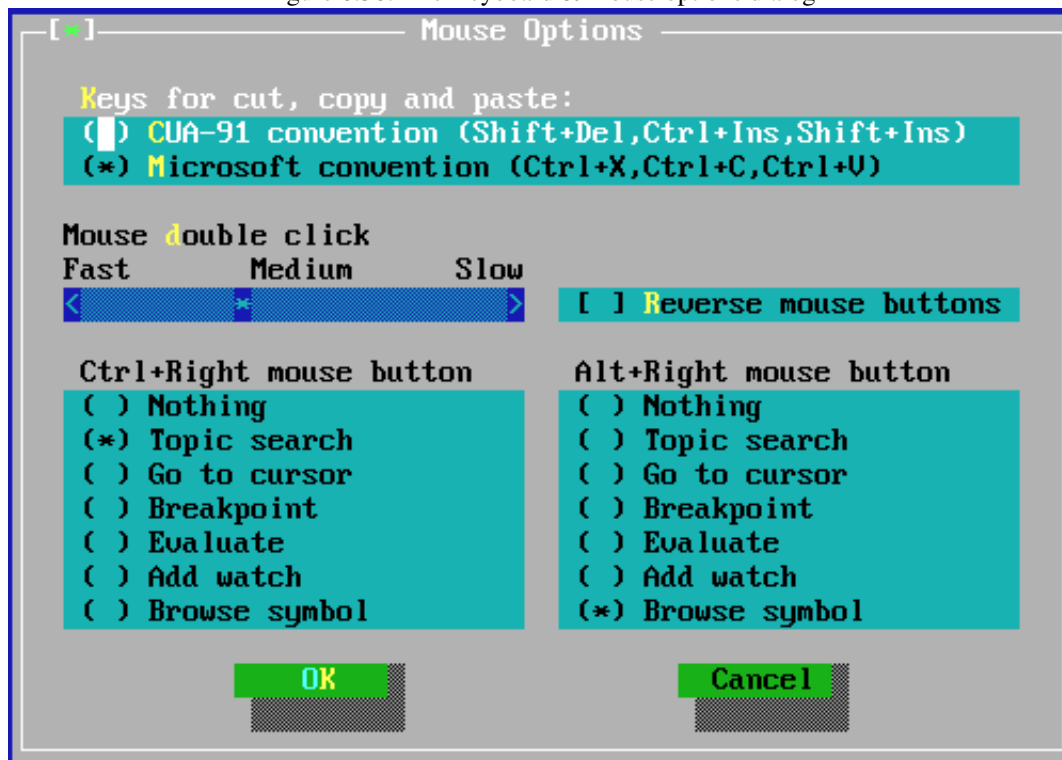 [*] Mouse Options
Keys for cut, copy and paste:
( ) CUA-91 convention (Shift+Del,Ctrl+Ins,Shift+Ins)
(*) Microsoft convention (Ctrl+X,Ctrl+C,Ctrl+V)
Mouse double click
Fast Medium Slow
< * >
[ ] Reverse mouse buttons
Ctrl+Right mouse button
( ) Nothing
(*) Topic search
( ) Go to cursor
( ) Breakpoint
( ) Evaluate
( ) Add watch
( ) Browse symbol
Alt+Right mouse button
( ) Nothing
( ) Topic search
( ) Go to cursor
( ) Breakpoint
( ) Evaluate
( ) Add watch
(*) Browse symbol
OK
Cancel